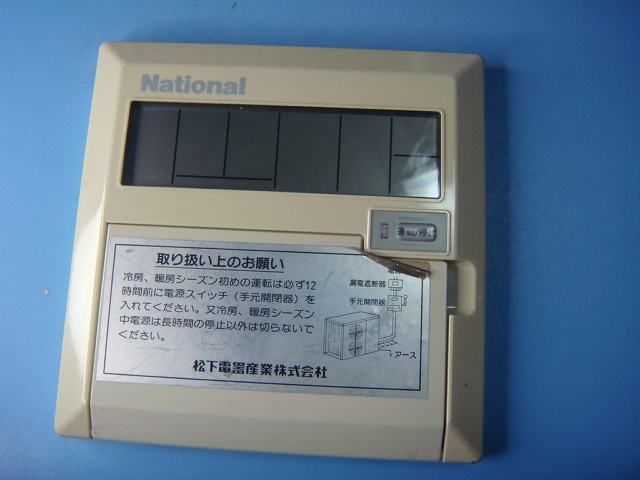 National
運転/停止
取り扱い上のお願い
冷房、暖房シーズン初めの運転は必ず12
時間前に電源スイッチ（手元開閉器）を
入れてください。又冷房、暖房シーズン
中電源は長時間の停止以外は切らないで
ください。
漏電遮断器
手元開閉器
アース
松下電器産業株式会社